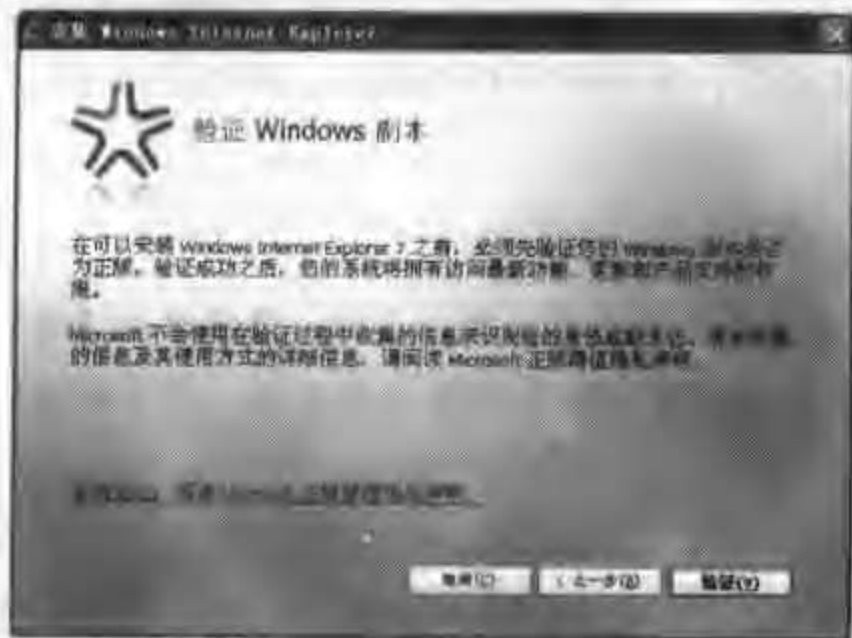 安装 Windows Internet Explorer
验证 Windows 副本
在可以安装 Windows Internet Explorer 7 之前，必须先验证您的 Windows 副本是否
为正版。验证成功之后，您的系统将拥有访问最新功能、更新和产品支持的权
限。
Microsoft 不会使用在验证过程中收集的信息来识别您的身份或联系您。有关收集
的信息及其使用方式的详细信息，请阅读 Microsoft 正版增值隐私声明。
取消(C)
< 上一步(B)
验证(V)